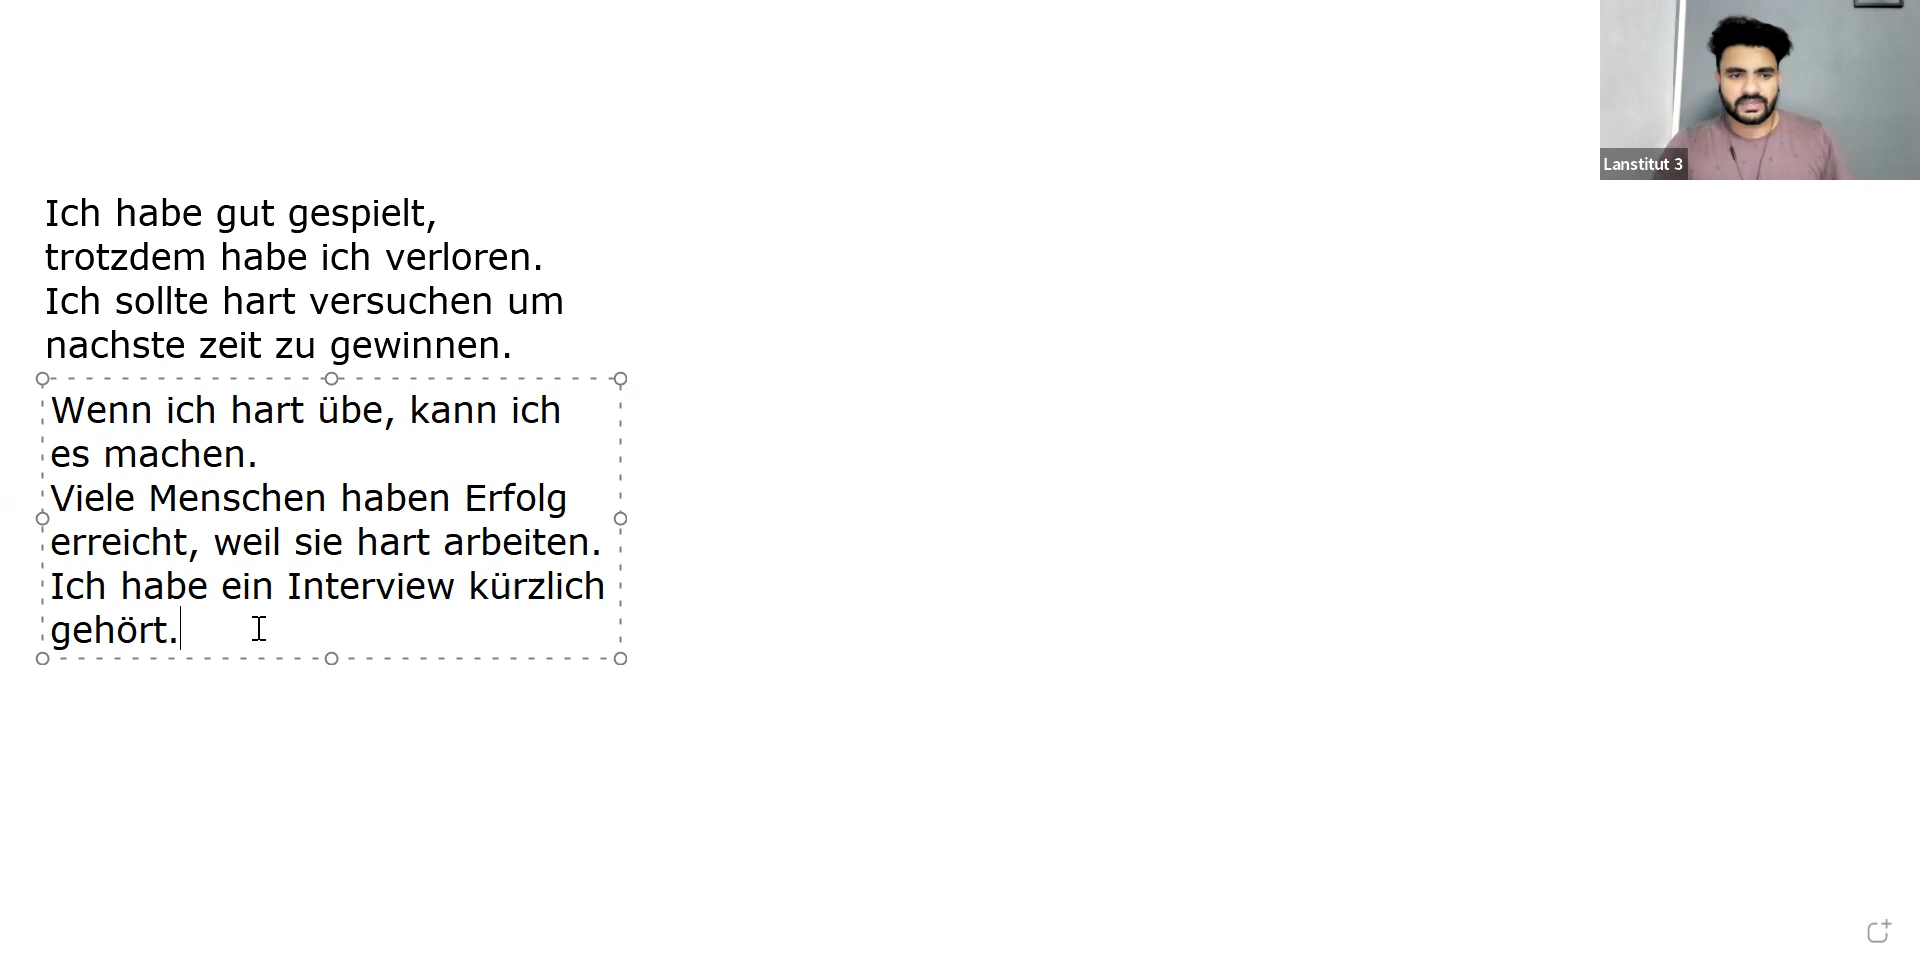 Lanstitut 3
Ich habe gut gespielt,
trotzdem habe ich verloren.
Ich sollte hart versuchen um
nachste zeit zu gewinnen.
Wenn ich hart übe, kann ich
es machen.
Viele Menschen haben Erfolg
erreicht, weil sie hart arbeiten.
Ich habe ein Interview kürzlich
gehört.